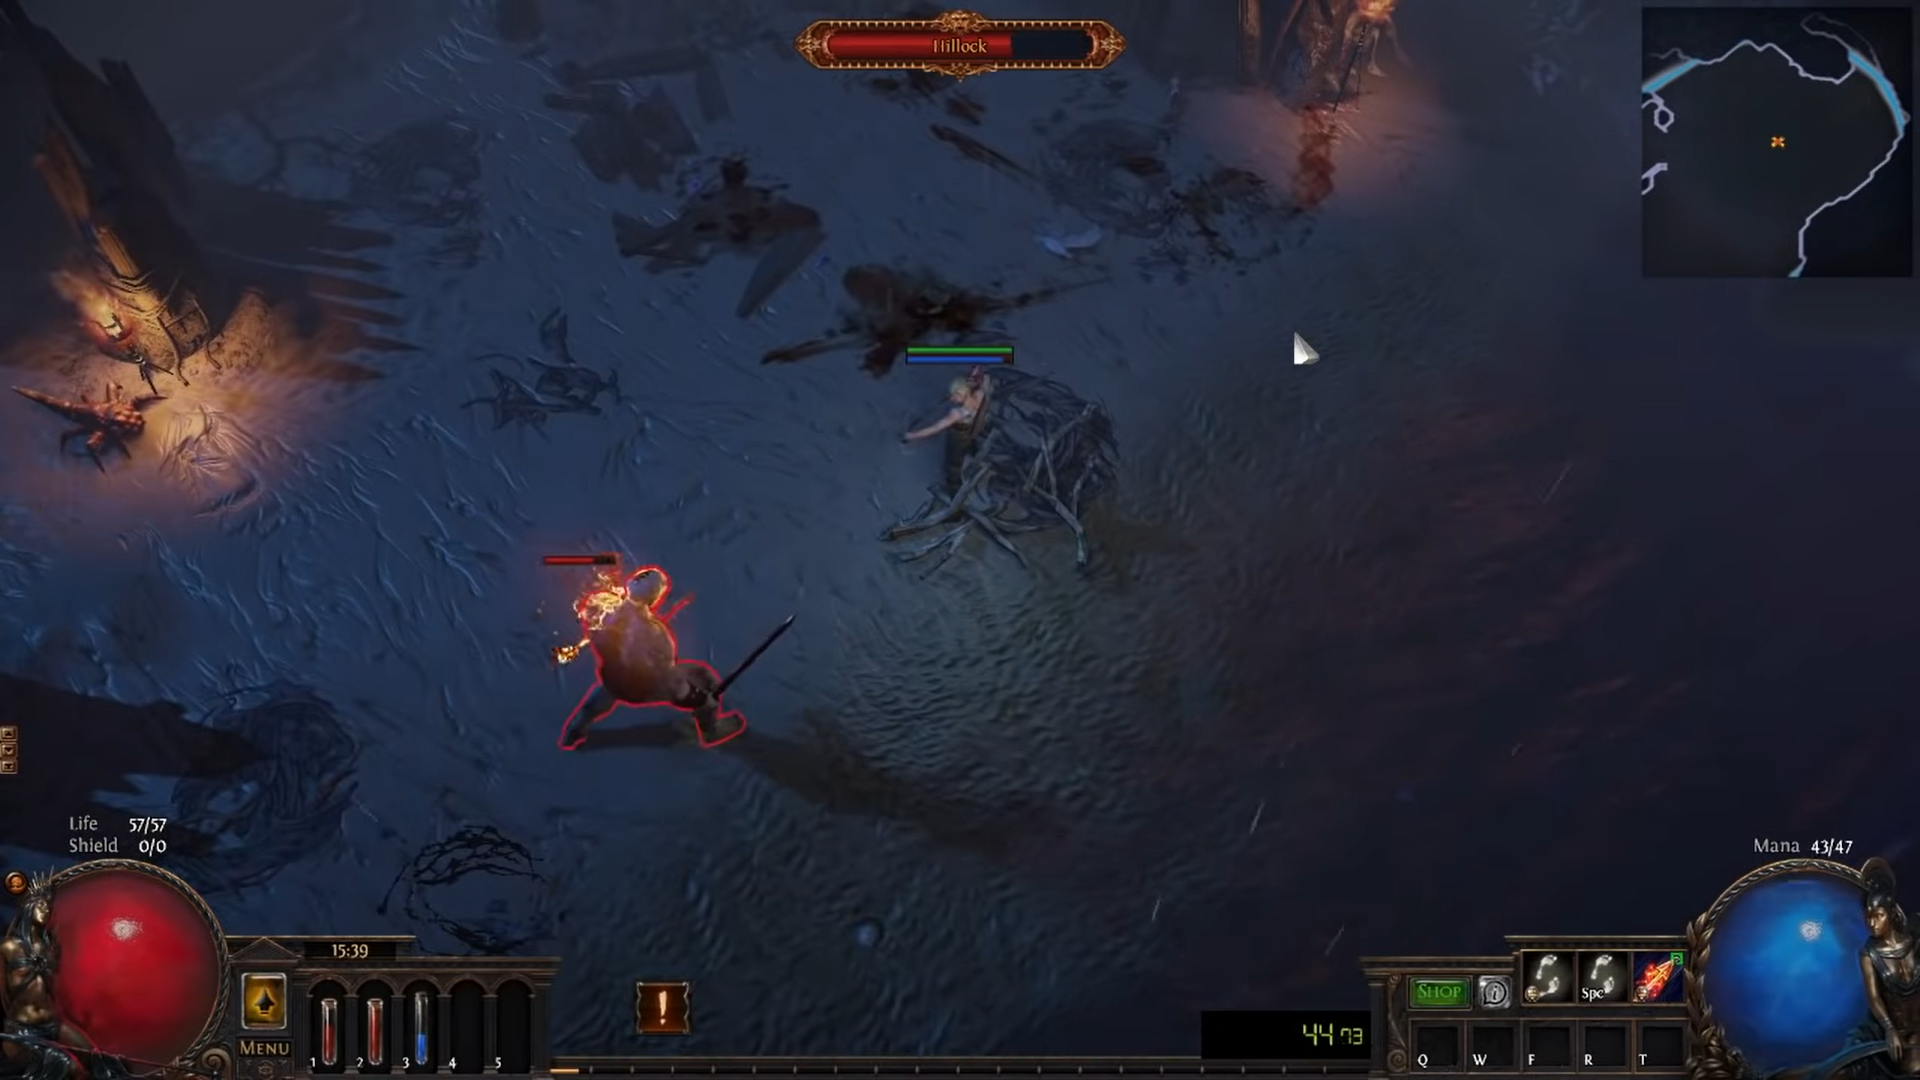 Hillock
Life 57/57
Shield 0/0
Mana 43/47
15:39
MENU
1 2 3 4 5
!
44 73
SHOP
Spc
Q W F R T